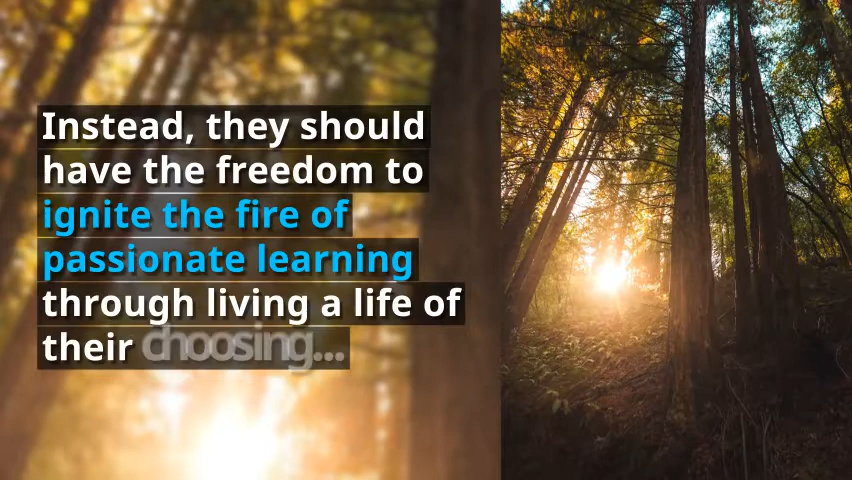 Instead, they should
have the freedom to
ignite the fire of
passionate learning
through living a life of
their choosing...